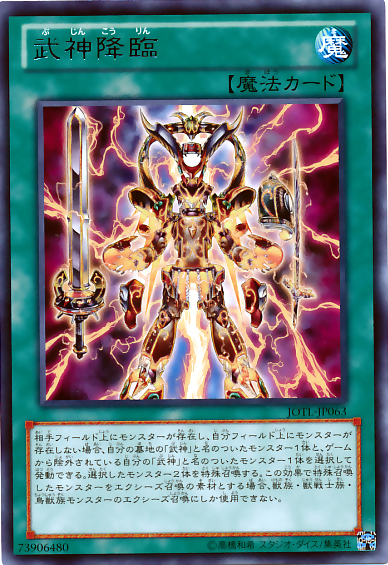 武神降臨
【魔法カード】
魔
JOTL-JP063
相手フィールド上にモンスターが存在し、自分フィールド上にモンスターが
存在しない場合、自分の墓地の「武神」と名のついたモンスター1体と、ゲーム
から除外されている自分の「武神」と名のついたモンスター1体を選択して
発動できる。選択したモンスター2体を特殊召喚する。この効果で特殊召喚
したモンスターをエクシーズ召喚の素材とする場合、獣族・獣戦士族・
鳥獣族モンスターのエクシーズ召喚にしか使用できない。
73906480
©高橋和希 スタジオ・ダイス/集英社